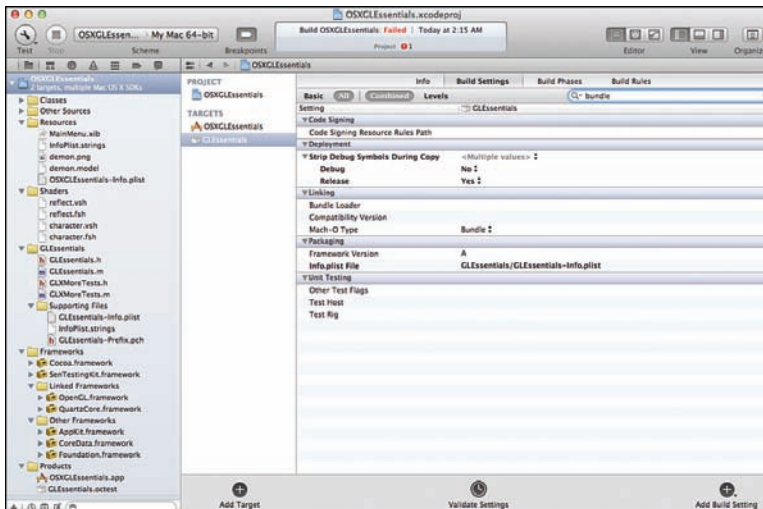 OSXGLEssentials.xcodeproj
OSXGLEssen... My Mac 64-bit
Build OSXGLEssentials: Failed | Today at 2:15 AM
Project 1
Test
Stop
Scheme
Breakpoints
Editor
View
Organiz
OSXGLEssentials
OSXGLEssentials
2 targets, multiple Mac OS X SDKs
Classes
Other Sources
Resources
MainMenu.xib
InfoPlist.strings
demon.png
demon.model
OSXGLEssentials-Info.plist
Shaders
reflect.vsh
reflect.fsh
character.vsh
character.fsh
GLEssentials
GLEssentials.h
GLEssentials.m
GLXMoreTests.h
GLXMoreTests.m
Supporting Files
GLEssentials-Info.plist
InfoPlist.strings
GLEssentials-Prefix.pch
Frameworks
Cocoa.framework
SenTestingKit.framework
Linked Frameworks
OpenGL.framework
QuartzCore.framework
Other Frameworks
AppKit.framework
CoreData.framework
Foundation.framework
Products
OSXGLEssentials.app
GLEssentials.octest
PROJECT
OSXGLEssentials
TARGETS
OSXGLEssentials
GLEssentials
Info Build Settings Build Phases Build Rules
Basic All Combined Levels
bundle
Setting GLEssentials
Code Signing
Code Signing Resource Rules Path
Deployment
Strip Debug Symbols During Copy <Multiple values>
Debug No
Release Yes
Linking
Bundle Loader
Compatibility Version
Mach-O Type Bundle
Packaging
Framework Version A
Info.plist File GLEssentials/GLEssentials-Info.plist
Unit Testing
Other Test Flags
Test Host
Test Rig
Add Target
Validate Settings
Add Build Setting